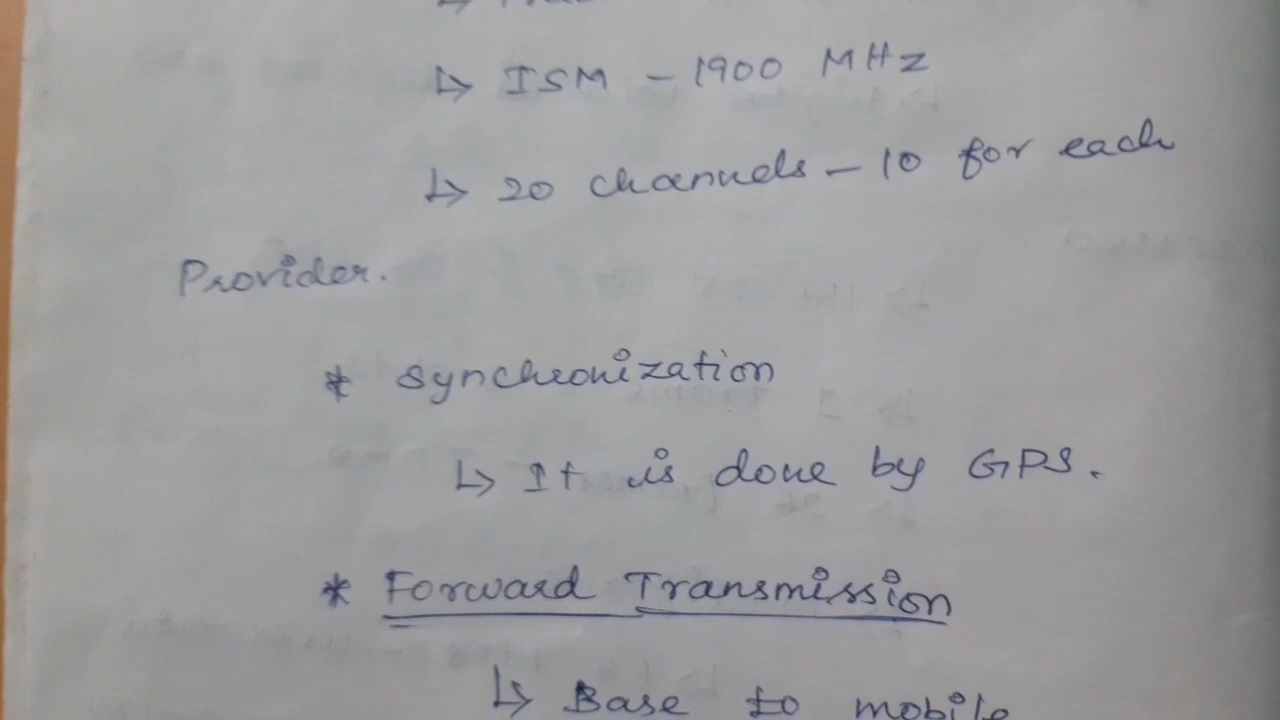 ↳ ISM - 1900 MHz
↳ 20 channels - 10 for each
Provider.
* Synchronization
↳ It is done by GPS.
* Forward Transmission
↳ Base to mobile